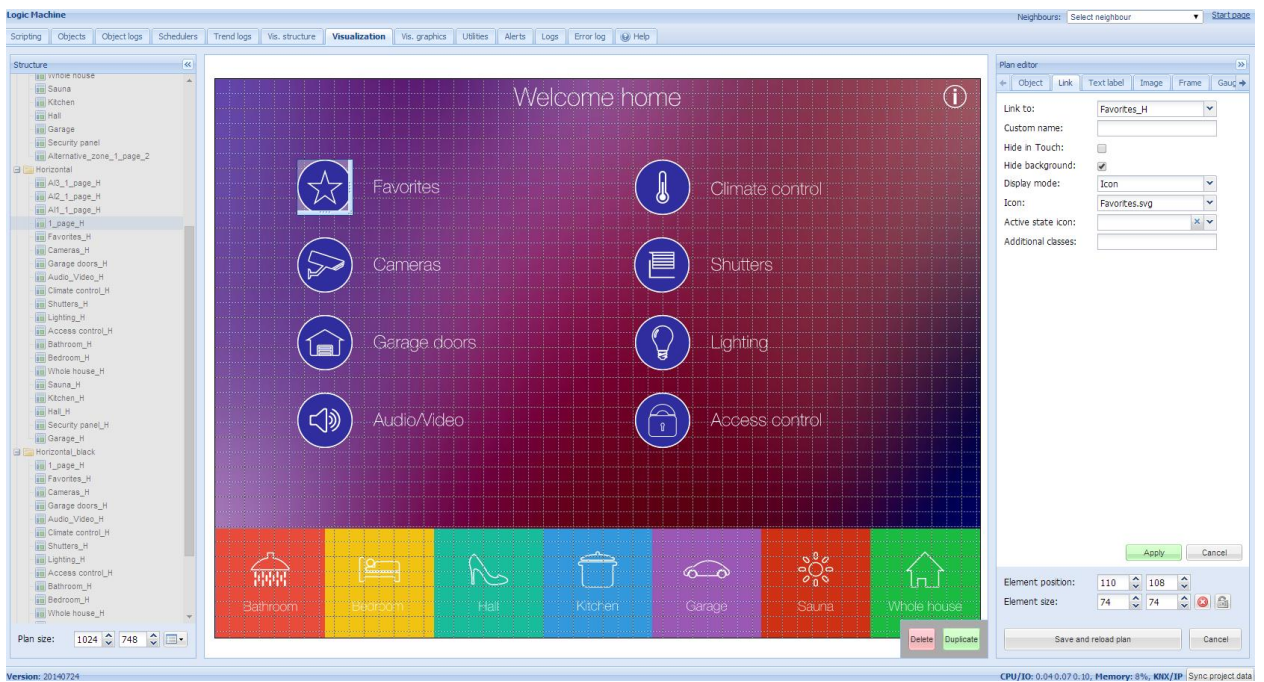 Logic Machine
Neighbours: Select neighbour Start page
Scripting Objects Object logs Schedulers Trend logs Vis. structure Visualization Vis. graphics Utilities Alerts Logs Error log Help
Structure
Whole house
Sauna
Kitchen
Hall
Garage
Security panel
Alternative_zone_1_page_2
Horizontal
Al3_1_page_H
Al2_1_page_H
Al1_1_page_H
1_page_H
Favorites_H
Cameras_H
Garage doors_H
Audio_Video_H
Climate control_H
Shutters_H
Lighting_H
Access control_H
Bathroom_H
Bedroom_H
Whole house_H
Sauna_H
Kitchen_H
Hall_H
Security panel_H
Garage_H
Horizontal_black
1_page_H
Favorites_H
Cameras_H
Garage doors_H
Audio_Video_H
Climate control_H
Shutters_H
Lighting_H
Access control_H
Bathroom_H
Bedroom_H
Whole house_H
Plan size: 1024 748
Welcome home
Favorites Climate control
Cameras Shutters
Garage doors Lighting
Audio/Video Access control
Bathroom Bedroom Hall Kitchen Garage Sauna Whole house
Delete Duplicate
Plan editor
Object Link Text label Image Frame Gaug
Link to: Favorites_H
Custom name:
Hide in Touch:
Hide background:
Display mode: Icon
Icon: Favorites.svg
Active state icon:
Additional classes:
Apply Cancel
Element position: 110 108
Element size: 74 74
Save and reload plan Cancel
Version: 20140724
CPU/IO: 0.04 0.07 0.10, Memory: 8%, KNX/IP Sync project data